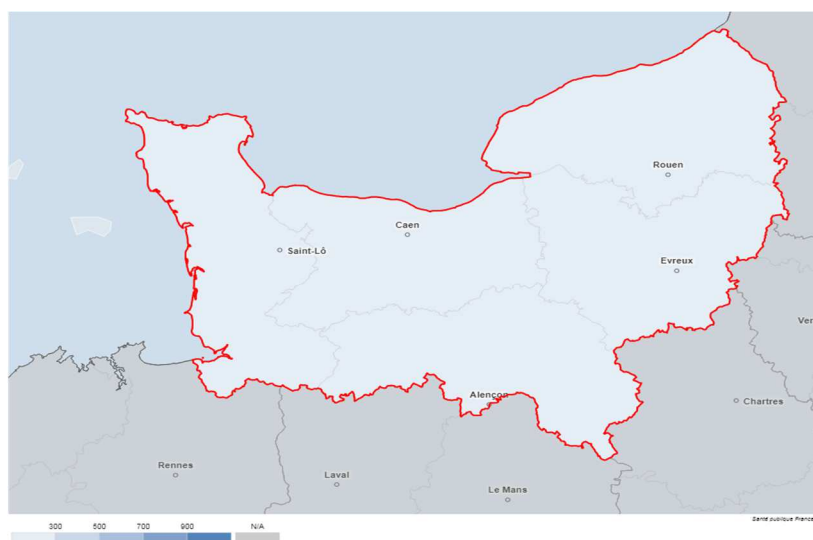 Rouen
Caen
Saint-Lô
Evreux
Ver
Alençon
Chartres
Rennes
Laval
Le Mans
Santé publique France
300 500 700 900 N/A